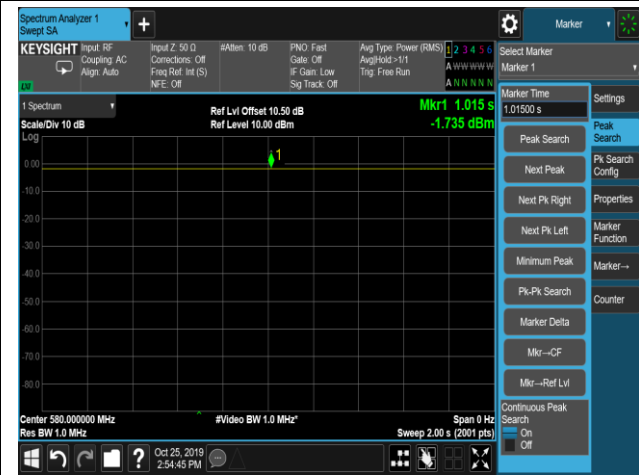 Spectrum Analyzer 1
Swept SA
+
Marker
KEYSIGHT
Input: RF
Coupling: AC
Align: Auto
Input Z: 50 Ω
Corrections: Off
Freq Ref: Int (S)
NFE: Off
#Atten: 10 dB
PNO: Fast
Gate: Off
IF Gain: Low
Sig Track: Off
Avg Type: Power (RMS)
Avg|Hold:>1/1
Trig: Free Run
1 2 3 4 5 6
A W W W W W
A N N N N N
LXI
Select Marker
Marker 1
1 Spectrum
Scale/Div 10 dB
Log
Ref Lvl Offset 10.50 dB
Ref Level 10.00 dBm
Mkr1 1.015 s
-1.735 dBm
1
0.00
-10.0
-20.0
-30.0
-40.0
-50.0
-60.0
-70.0
-80.0
Center 580.000000 MHz
Res BW 1.0 MHz
#Video BW 1.0 MHz*
Span 0 Hz
Sweep 2.00 s (2001 pts)
Marker Time
1.01500 s
Peak Search
Next Peak
Next Pk Right
Next Pk Left
Minimum Peak
Pk-Pk Search
Marker Delta
Mkr→CF
Mkr→Ref Lvl
Continuous Peak
Search
On
Off
Settings
Peak
Search
Pk Search
Config
Properties
Marker
Function
Marker→
Counter
?
Oct 25, 2019
2:54:45 PM